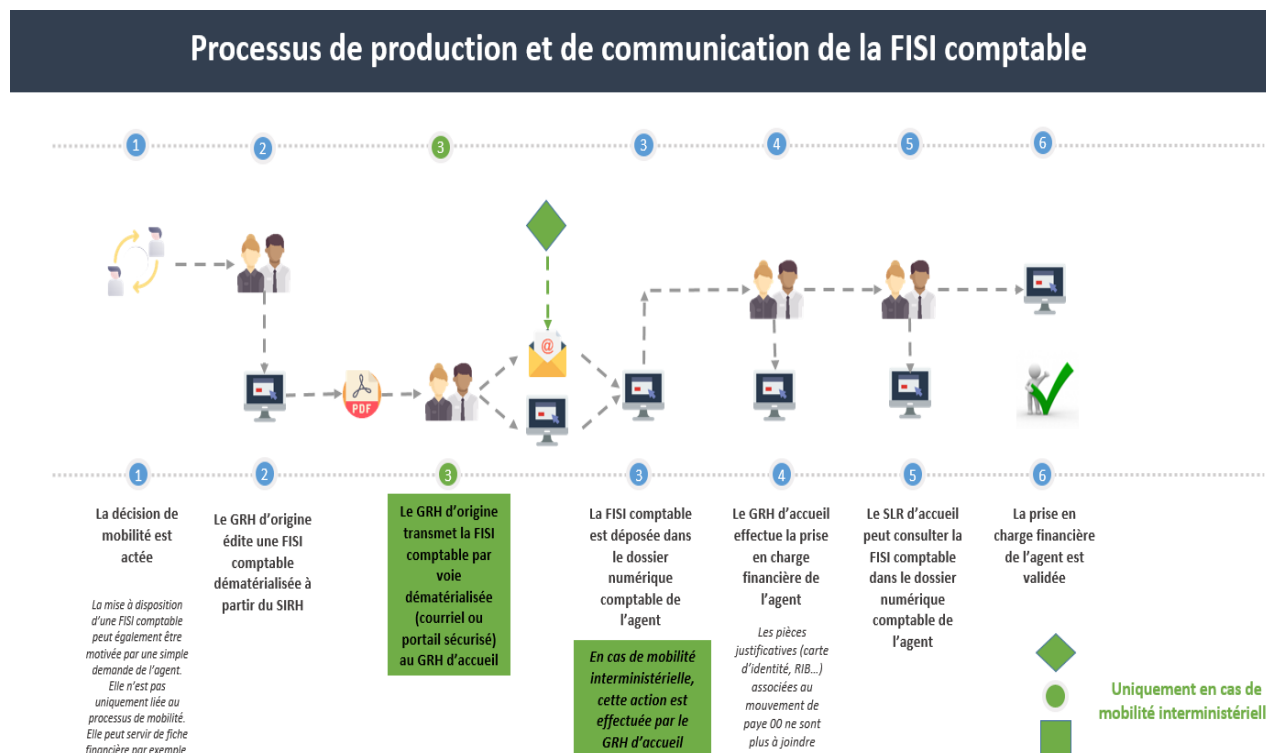 Processus de production et de communication de la FISI comptable
1
2
3
3
4
5
6
@
PDF
1
2
3
3
4
5
6
La décision de
mobilité est
actée
La mise à disposition
d'une FISI comptable
peut également être
motivée par une simple
demande de l'agent.
Elle n'est pas
uniquement liée au
processus de mobilité.
Elle peut servir de fiche
financière par exemple
Le GRH d'origine
édite une FISI
comptable
dématérialisée à
partir du SIRH
Le GRH d'origine
transmet la FISI
comptable par
voie
dématérialisée
(courriel ou
portail sécurisé)
au GRH d'accueil
La FISI comptable
est déposée dans
le dossier
numérique
comptable de
l'agent
En cas de mobilité
interministérielle,
cette action est
effectuée par le
GRH d'accueil
Le GRH d'accueil
effectue la prise
en charge
financière de
l'agent
Les pièces
justificatives (carte
d'identité, RIB...)
associées au
mouvement de
paye 00 ne sont
plus à joindre
Le SLR d'accueil
peut consulter la
FISI comptable
dans le dossier
numérique
comptable de
l'agent
La prise en
charge financière
de l'agent est
validée
Uniquement en cas de
mobilité interministériell